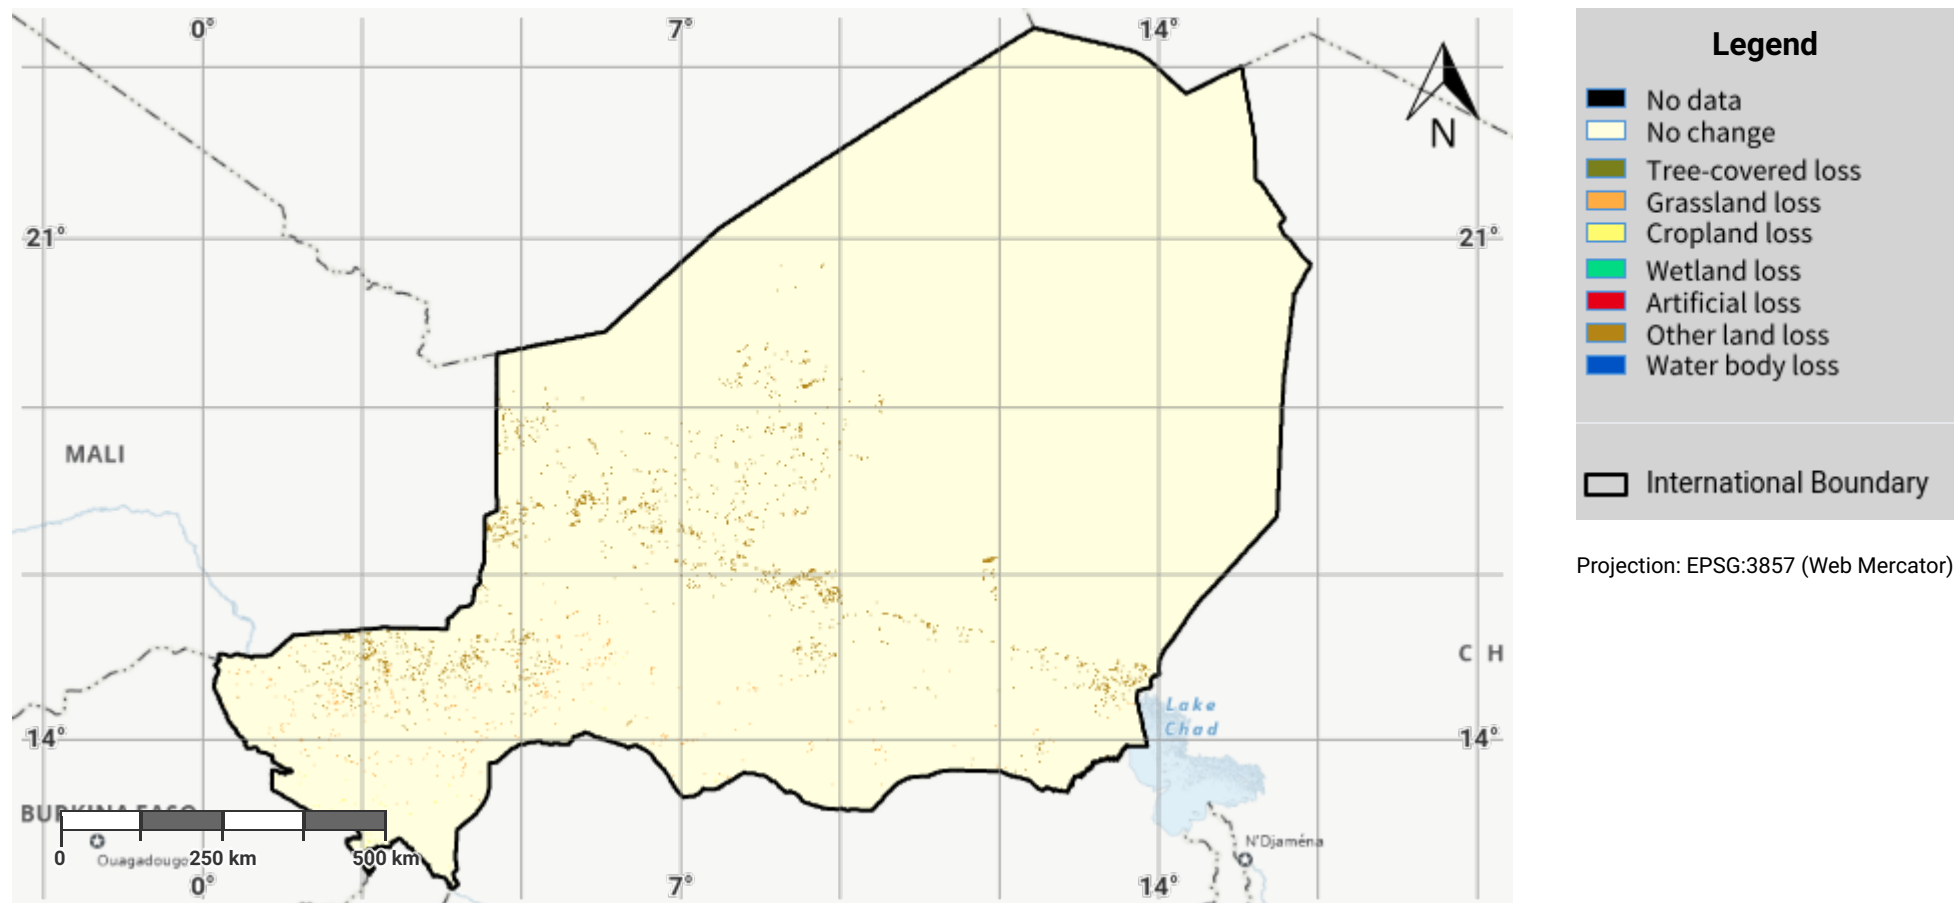 0° 7° 14°
N
21° 21°
MALI
C H
Lake
Chad
14° 14°
BURKINA FASO
Ouagadougo
N'Djaména
0 250 km 500 km
0° 7° 14°
Legend
No data
No change
Tree-covered loss
Grassland loss
Cropland loss
Wetland loss
Artificial loss
Other land loss
Water body loss
International Boundary
Projection: EPSG:3857 (Web Mercator)